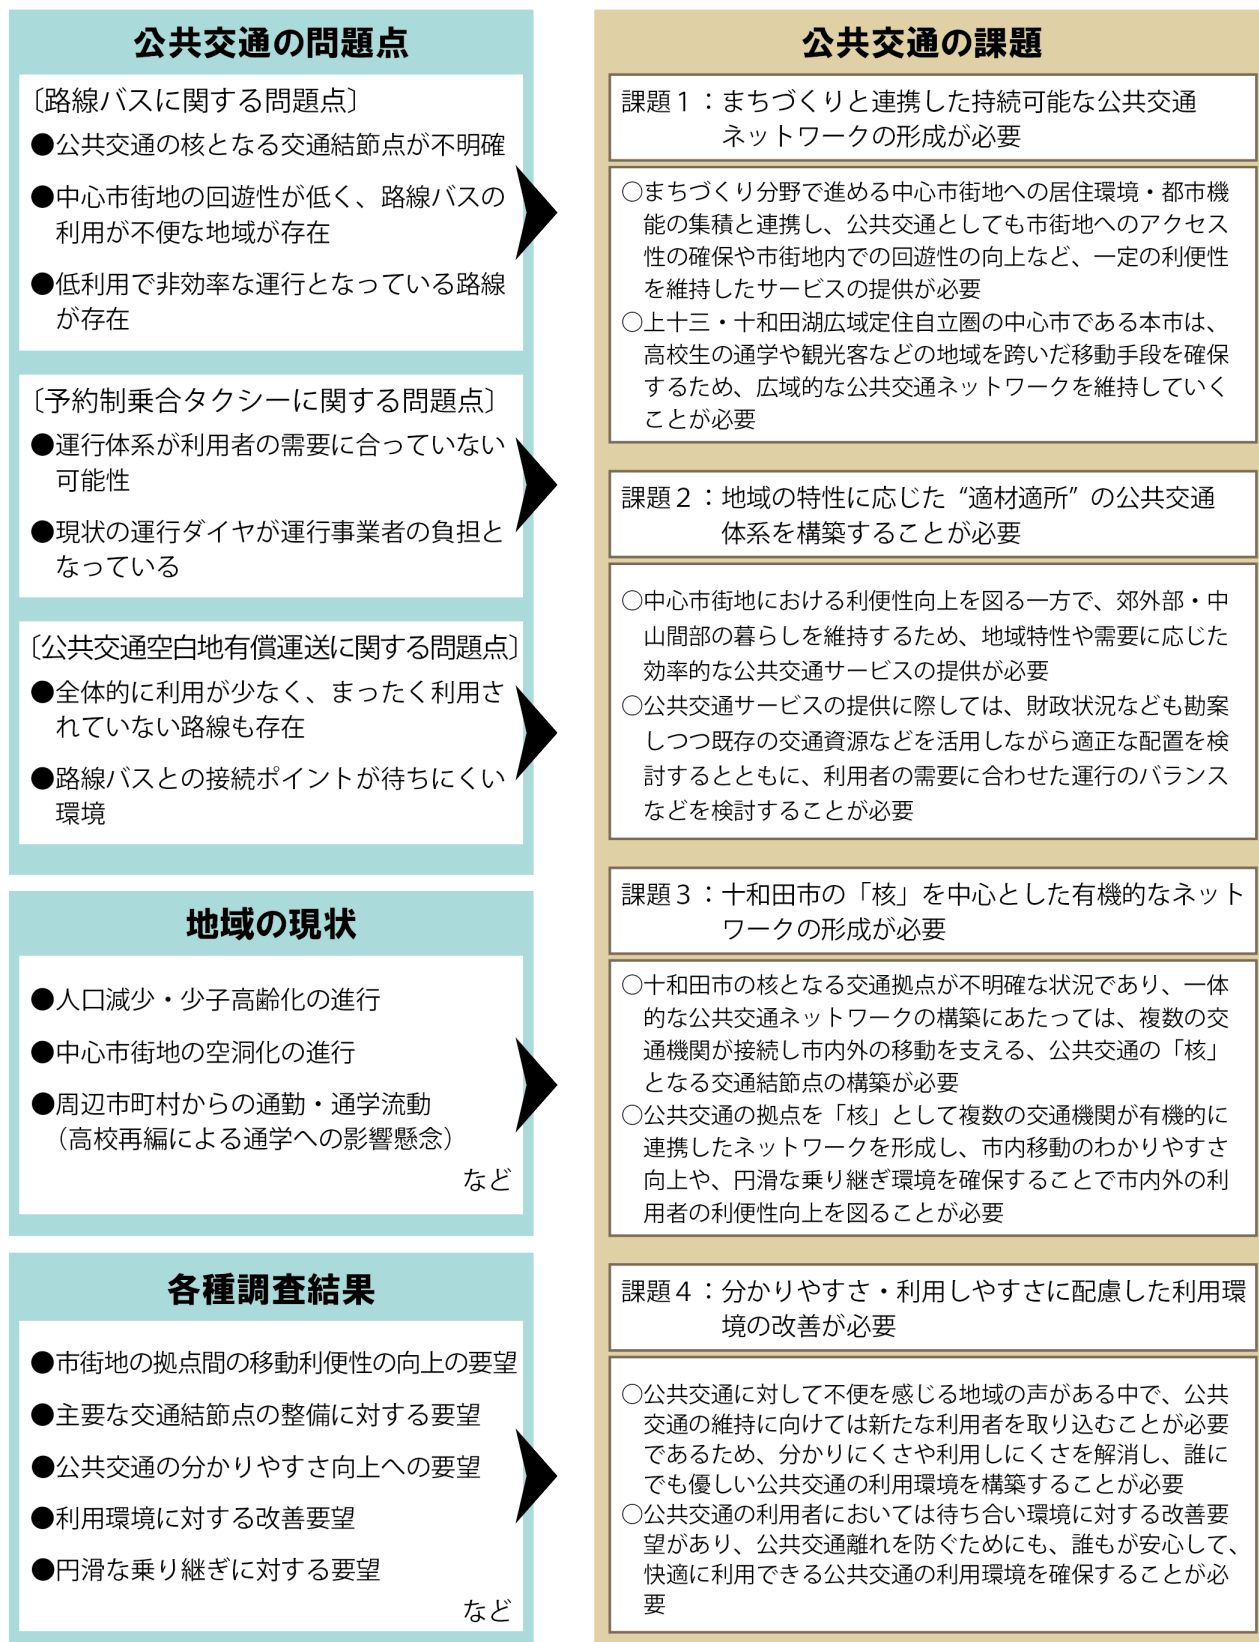 公共交通の問題点
〔路線バスに関する問題点〕
●公共交通の核となる交通結節点が不明確
●中心市街地の回遊性が低く、路線バスの
利用が不便な地域が存在
●低利用で非効率な運行となっている路線
が存在
〔予約制乗合タクシーに関する問題点〕
●運行体系が利用者の需要に合っていない
可能性
●現状の運行ダイヤが運行事業者の負担と
なっている
〔公共交通空白地有償運送に関する問題点〕
●全体的に利用が少なく、まったく利用さ
れていない路線も存在
●路線バスとの接続ポイントが待ちにくい
環境
地域の現状
●人口減少・少子高齢化の進行
●中心市街地の空洞化の進行
●周辺市町村からの通勤・通学流動
（高校再編による通学への影響懸念）
など
各種調査結果
●市街地の拠点間の移動利便性の向上の要望
●主要な交通結節点の整備に対する要望
●公共交通の分かりやすさ向上への要望
●利用環境に対する改善要望
●円滑な乗り継ぎに対する要望
など
公共交通の課題
課題１：まちづくりと連携した持続可能な公共交通
ネットワークの形成が必要
○まちづくり分野で進める中心市街地への居住環境・都市機
能の集積と連携し、公共交通としても市街地へのアクセス
性の確保や市街地内での回遊性の向上など、一定の利便性
を維持したサービスの提供が必要
○上十三・十和田湖広域定住自立圏の中心市である本市は、
高校生の通学や観光客などの地域を跨いだ移動手段を確保
するため、広域的な公共交通ネットワークを維持していく
ことが必要
課題２：地域の特性に応じた“適材適所”の公共交通
体系を構築することが必要
○中心市街地における利便性向上を図る一方で、郊外部・中
山間部の暮らしを維持するため、地域特性や需要に応じた
効率的な公共交通サービスの提供が必要
○公共交通サービスの提供に際しては、財政状況なども勘案
しつつ既存の交通資源などを活用しながら適正な配置を検
討するとともに、利用者の需要に合わせた運行のバランス
などを検討することが必要
課題３：十和田市の「核」を中心とした有機的なネット
ワークの形成が必要
○十和田市の核となる交通拠点が不明確な状況であり、一体
的な公共交通ネットワークの構築にあたっては、複数の交
通機関が接続し市内外の移動を支える、公共交通の「核」
となる交通結節点の構築が必要
○公共交通の拠点を「核」として複数の交通機関が有機的に
連携したネットワークを形成し、市内移動のわかりやすさ
向上や、円滑な乗り継ぎ環境を確保することで市内外の利
用者の利便性向上を図ることが必要
課題４：分かりやすさ・利用しやすさに配慮した利用環
境の改善が必要
○公共交通に対して不便を感じる地域の声がある中で、公共
交通の維持に向けては新たな利用者を取り込むことが必要
であるため、分かりにくさや利用しにくさを解消し、誰に
でも優しい公共交通の利用環境を構築することが必要
○公共交通の利用者においては待ち合い環境に対する改善要
望があり、公共交通離れを防ぐためにも、誰もが安心して、
快適に利用できる公共交通の利用環境を確保することが必
要